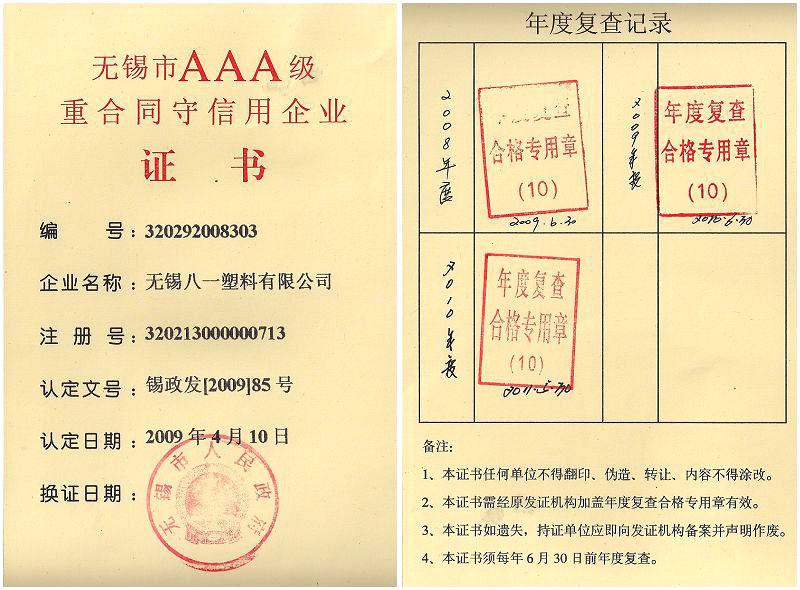 无锡市AAA级
重合同守信用企业
证 书
编 号：320292008303
企业名称：无锡八一塑料有限公司
注 册 号：320213000000713
认定文号：锡政发[2009]85号
认定日期：2009年4月10日
换证日期：
无锡市人民政府
年度复查记录
2008年度
年度复查
合格专用章
(10)
2009.6.30
2009年度
年度复查
合格专用章
(10)
2010.6.30
2010年度
年度复查
合格专用章
(10)
2011.5.30
备注：
1、本证书任何单位不得翻印、伪造、转让、内容不得涂改。
2、本证书需经原发证机构加盖年度复查合格专用章有效。
3、本证书如遗失，持证单位应即向发证机构备案并声明作废。
4、本证书须每年6月30日前年度复查。